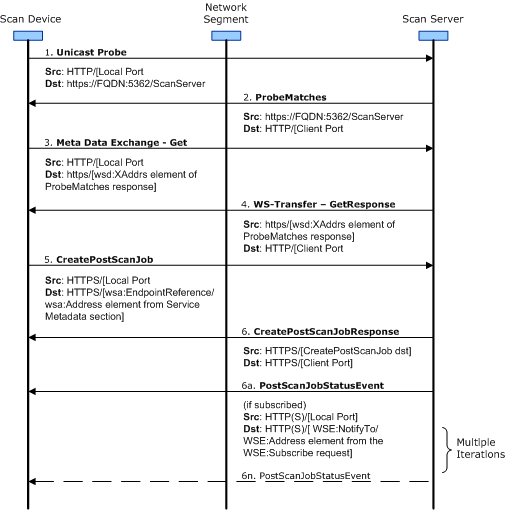 Scan Device
Network
Segment
Scan Server
1. Unicast Probe
Src: HTTP/[Local Port
Dst: https://FQDN:5362/ScanServer
2. ProbeMatches
Src: https://FQDN:5362/ScanServer
Dst: HTTP/[Client Port
3. Meta Data Exchange - Get
Src: HTTP/[Local Port
Dst: https/[wsd:XAddrs element of
ProbeMatches response]
4. WS-Transfer – GetResponse
Src: https/[wsd:XAddrs element of
ProbeMatches response]
Dst: HTTP/[Client Port
5. CreatePostScanJob
Src: HTTPS/[Local Port
Dst: HTTPS/[wsa:EndpointReference/
wsa:Address element from Service
Metadata section]
6. CreatePostScanJobResponse
Src: HTTPS/[CreatePostScanJob dst]
Dst: HTTPS/[Client Port]
6a. PostScanJobStatusEvent
(if subscribed)
Src: HTTP(S)/[Local Port]
Dst: HTTP(S)/[ WSE:NotifyTo/
WSE:Address element from the
WSE:Subscribe request]
Multiple
Iterations
6n. PostScanJobStatusEvent